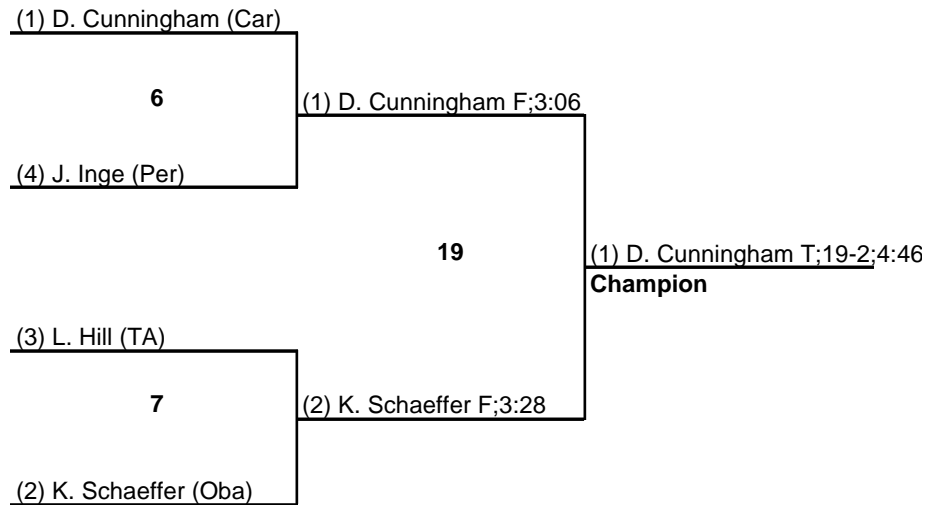 (1) D. Cunningham (Car)
6
(1) D. Cunningham F;3:06
(4) J. Inge (Per)
19
(1) D. Cunningham T;19-2;4:46
Champion
(3) L. Hill (TA)
7
(2) K. Schaeffer F;3:28
(2) K. Schaeffer (Oba)